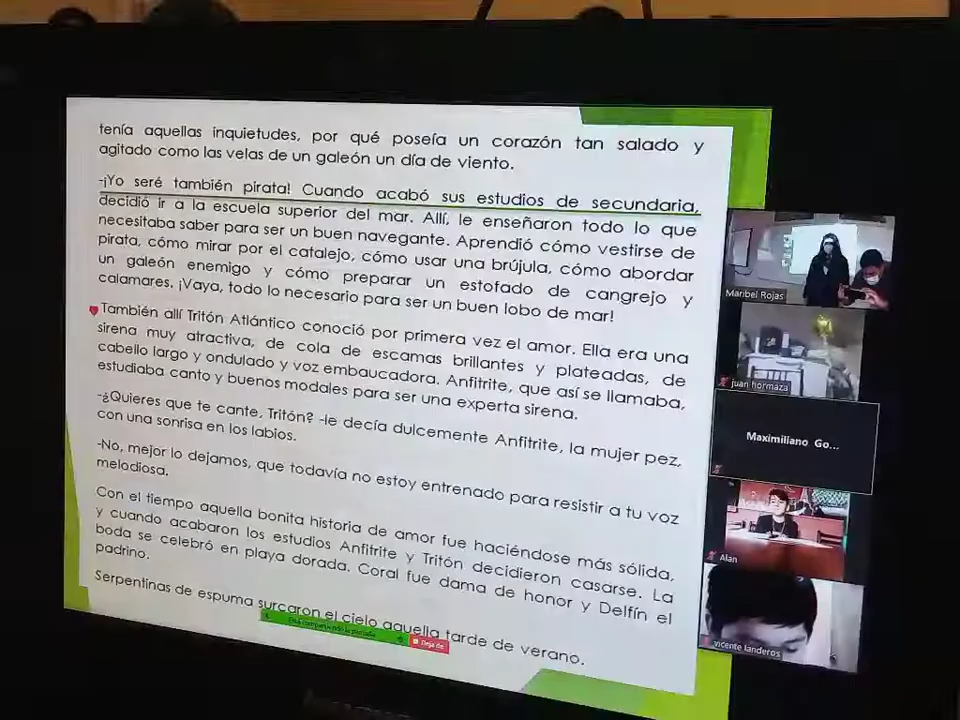 tenía aquellas inquietudes, por qué poseía un corazón tan salado y
agitado como las velas de un galeón un día de viento.
-¡Yo seré también pirata! Cuando acabó sus estudios de secundaria,
decidió ir a la escuela superior del mar. Allí, le enseñaron todo lo que
necesitaba saber para ser un buen navegante. Aprendió cómo vestirse de
pirata, cómo mirar por el catalejo, cómo usar una brújula, cómo abordar
un galeón enemigo y cómo preparar un estofado de cangrejo y
calamares. ¡Vaya, todo lo necesario para ser un buen lobo de mar!
También allí Tritón Atlántico conoció por primera vez el amor. Ella era una
sirena muy atractiva, de cola de escamas brillantes y plateadas, de
cabello largo y ondulado y voz embaucadora. Anfitrite, que así se llamaba,
estudiaba canto y buenos modales para ser una experta sirena.
-¿Quieres que te cante, Tritón? -le decía dulcemente Anfitrite, la mujer pez,
con una sonrisa en los labios.
-No, mejor lo dejamos, que todavía no estoy entrenado para resistir a tu voz
melodiosa.
Con el tiempo aquella bonita historia de amor fue haciéndose más sólida,
y cuando acabaron los estudios Anfitrite y Tritón decidieron casarse. La
boda se celebró en playa dorada. Coral fue dama de honor y Delfín el
padrino.
Serpentinas de espuma surcaron el cielo aquella tarde de verano.
Está compartiendo la pantalla
Deja de
Maribel Rojas
juan hormaza
Maximiliano Go...
Alan
vicente landeros